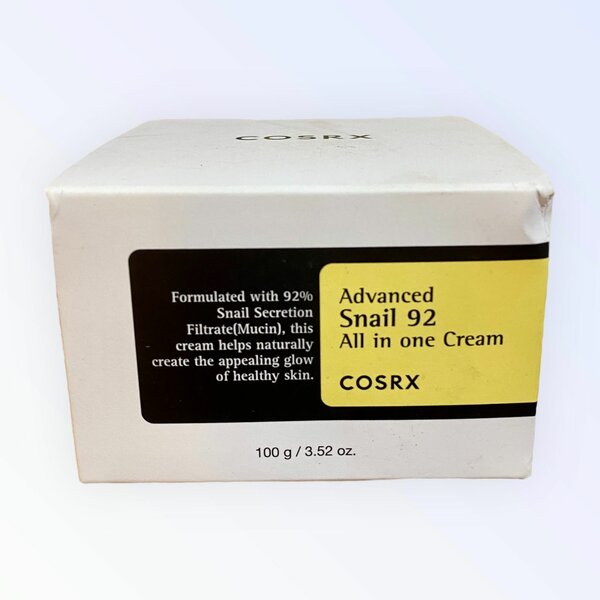 COSRX
Formulated with 92%
Snail Secretion
Filtrate(Mucin), this
cream helps naturally
create the appealing glow
of healthy skin.
Advanced
Snail 92
All in one Cream
COSRX
100 g / 3.52 oz.